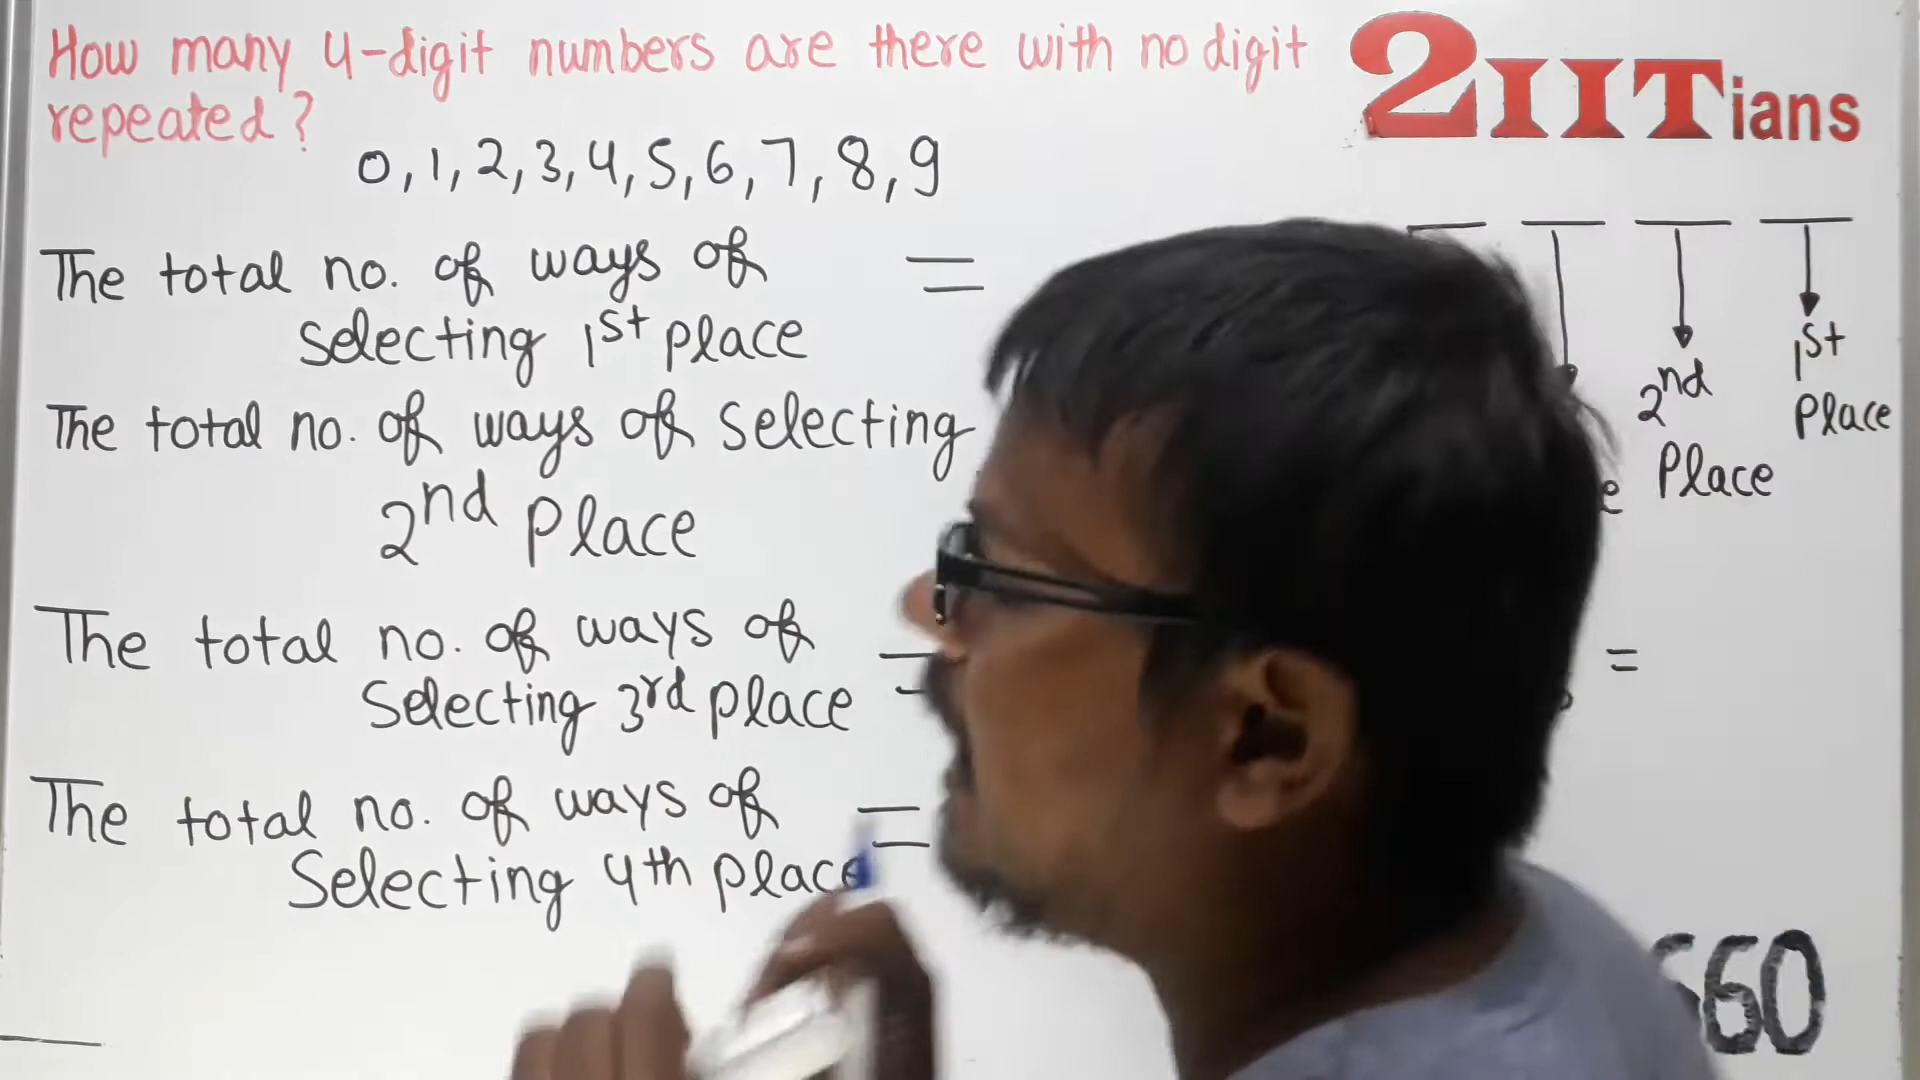 How many 4-digit numbers are there with no digit
repeated?
2IITians
0,1,2,3,4,5,6,7,8,9
The total no. of ways of =
selecting 1st place
The total no. of ways of selecting
2nd place
The total no. of ways of =
selecting 3rd place
The total no. of ways of =
Selecting 4th place
1st
Place
2nd
Place
=
660